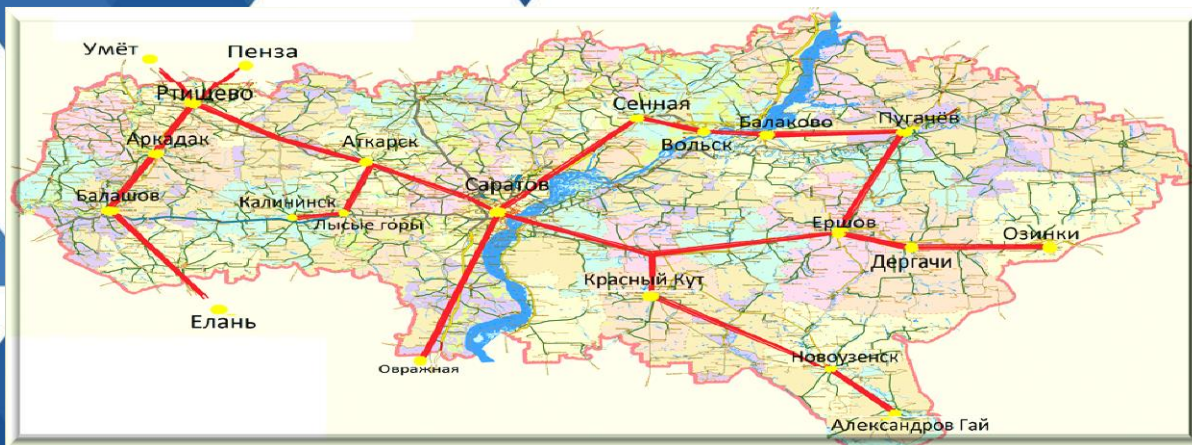 Умёт
Пенза
Ртищево
Аркадак
Аткарск
Сенная
Вольск
Балаково
Пугачёв
Балашов
Калининск
Лысые горы
Саратов
Ершов
Дергачи
Озинки
Красный Кут
Елань
Овражная
Новоузенск
Александров Гай